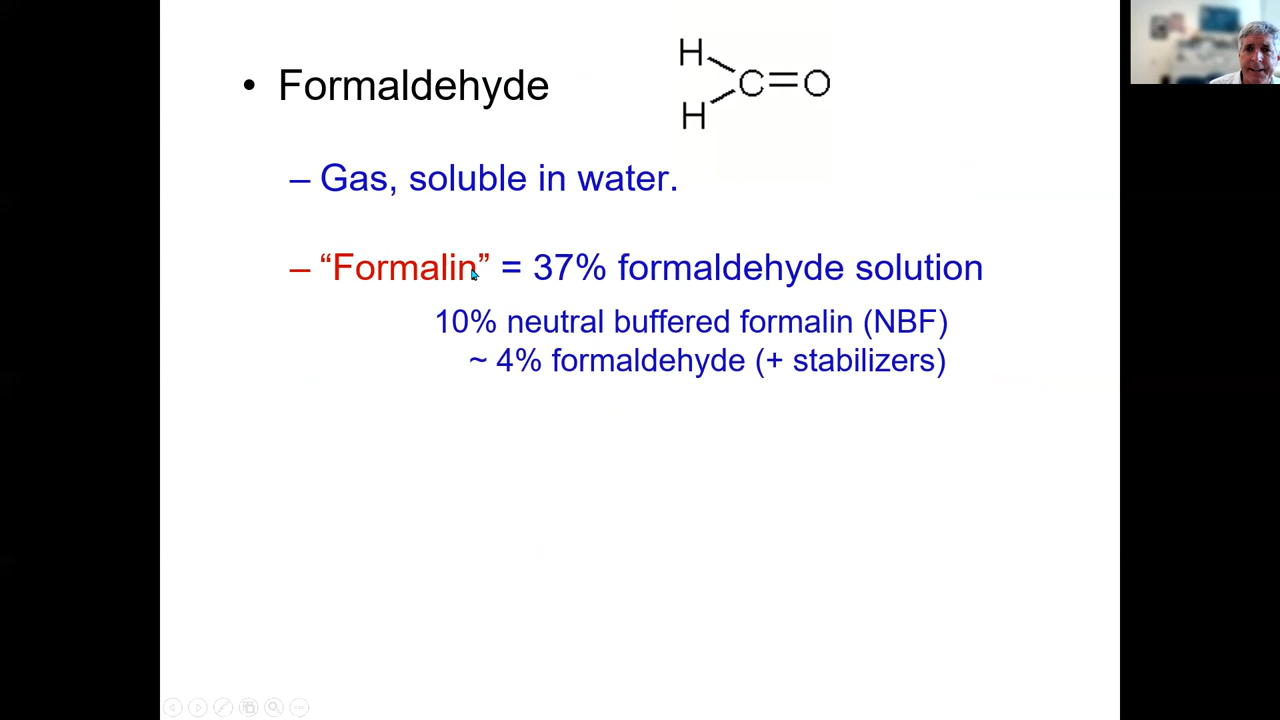 • Formaldehyde
H
C=O
H
– Gas, soluble in water.
– “Formalin” = 37% formaldehyde solution
10% neutral buffered formalin (NBF)
~ 4% formaldehyde (+ stabilizers)